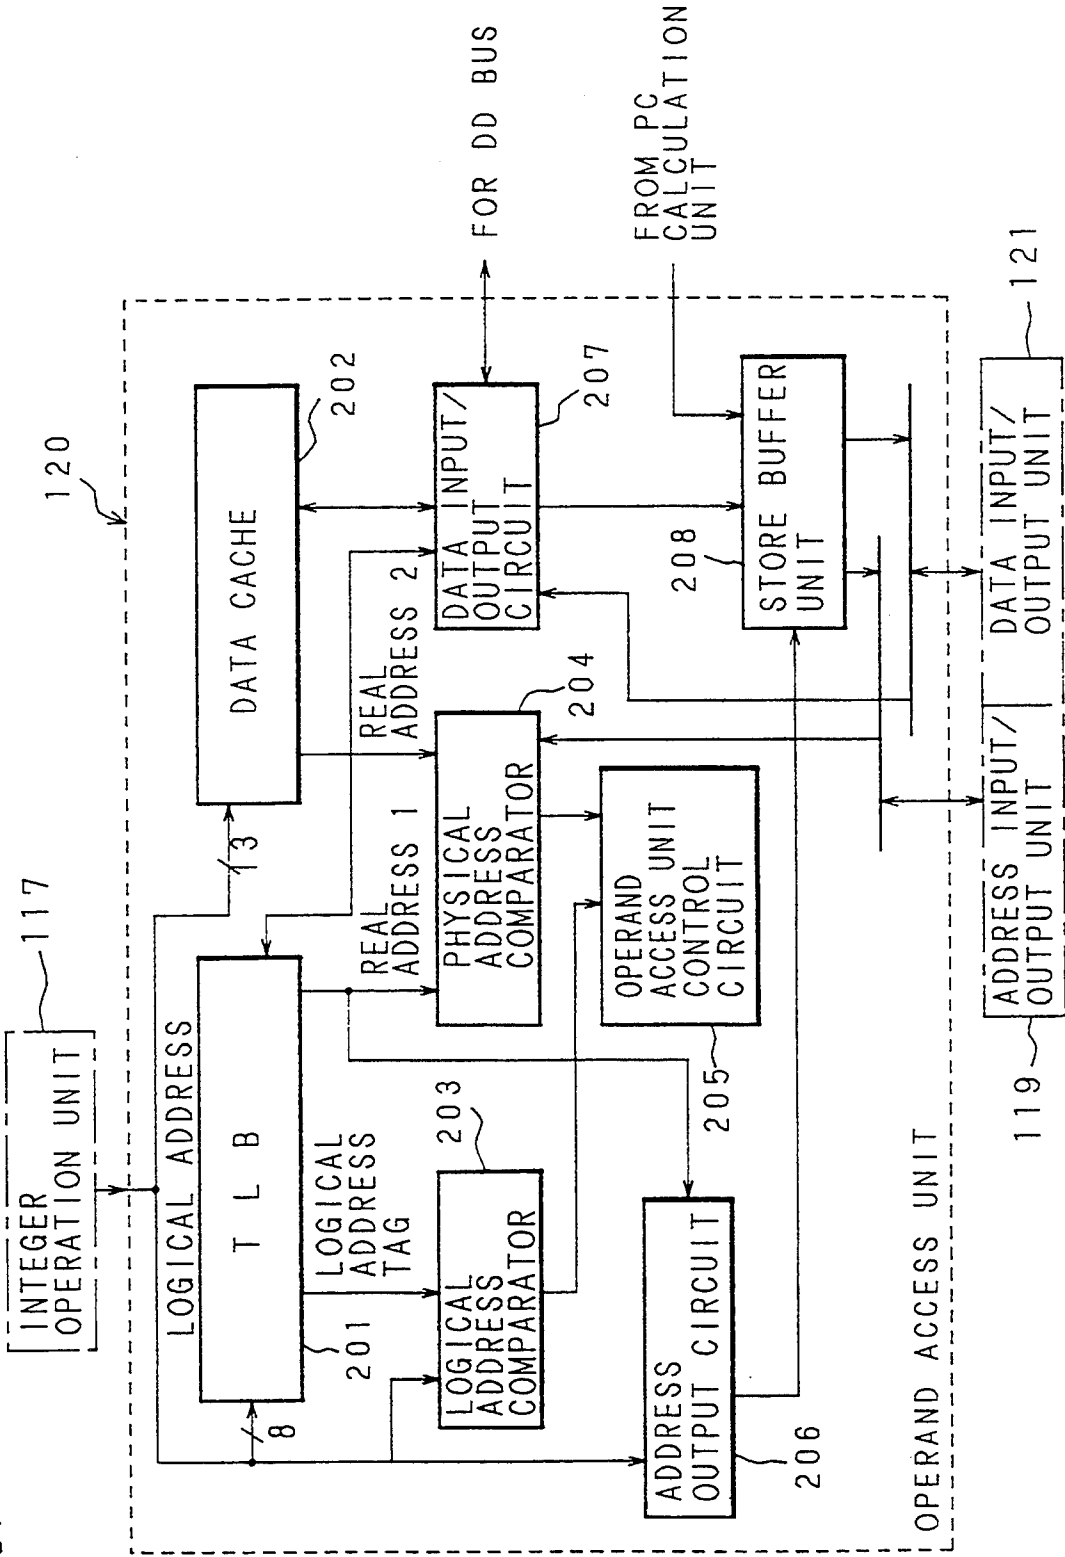 120
117
INTEGER
OPERATION UNIT
LOGICAL ADDRESS
8
13
TLB
201
DATA CACHE
202
LOGICAL
ADDRESS
TAG
REAL
ADDRESS 1
REAL
ADDRESS 2
203
LOGICAL
ADDRESS
COMPARATOR
PHYSICAL
ADDRESS
COMPARATOR
204
DATA INPUT/
OUTPUT
CIRCUIT
207
FOR DD BUS
OPERAND
ACCESS UNIT
CONTROL
CIRCUIT
205
FROM PC
CALCULATION
UNIT
ADDRESS
OUTPUT CIRCUIT
206
208
STORE BUFFER
UNIT
OPERAND ACCESS UNIT
119
ADDRESS INPUT/
OUTPUT UNIT
DATA INPUT/
OUTPUT UNIT
121